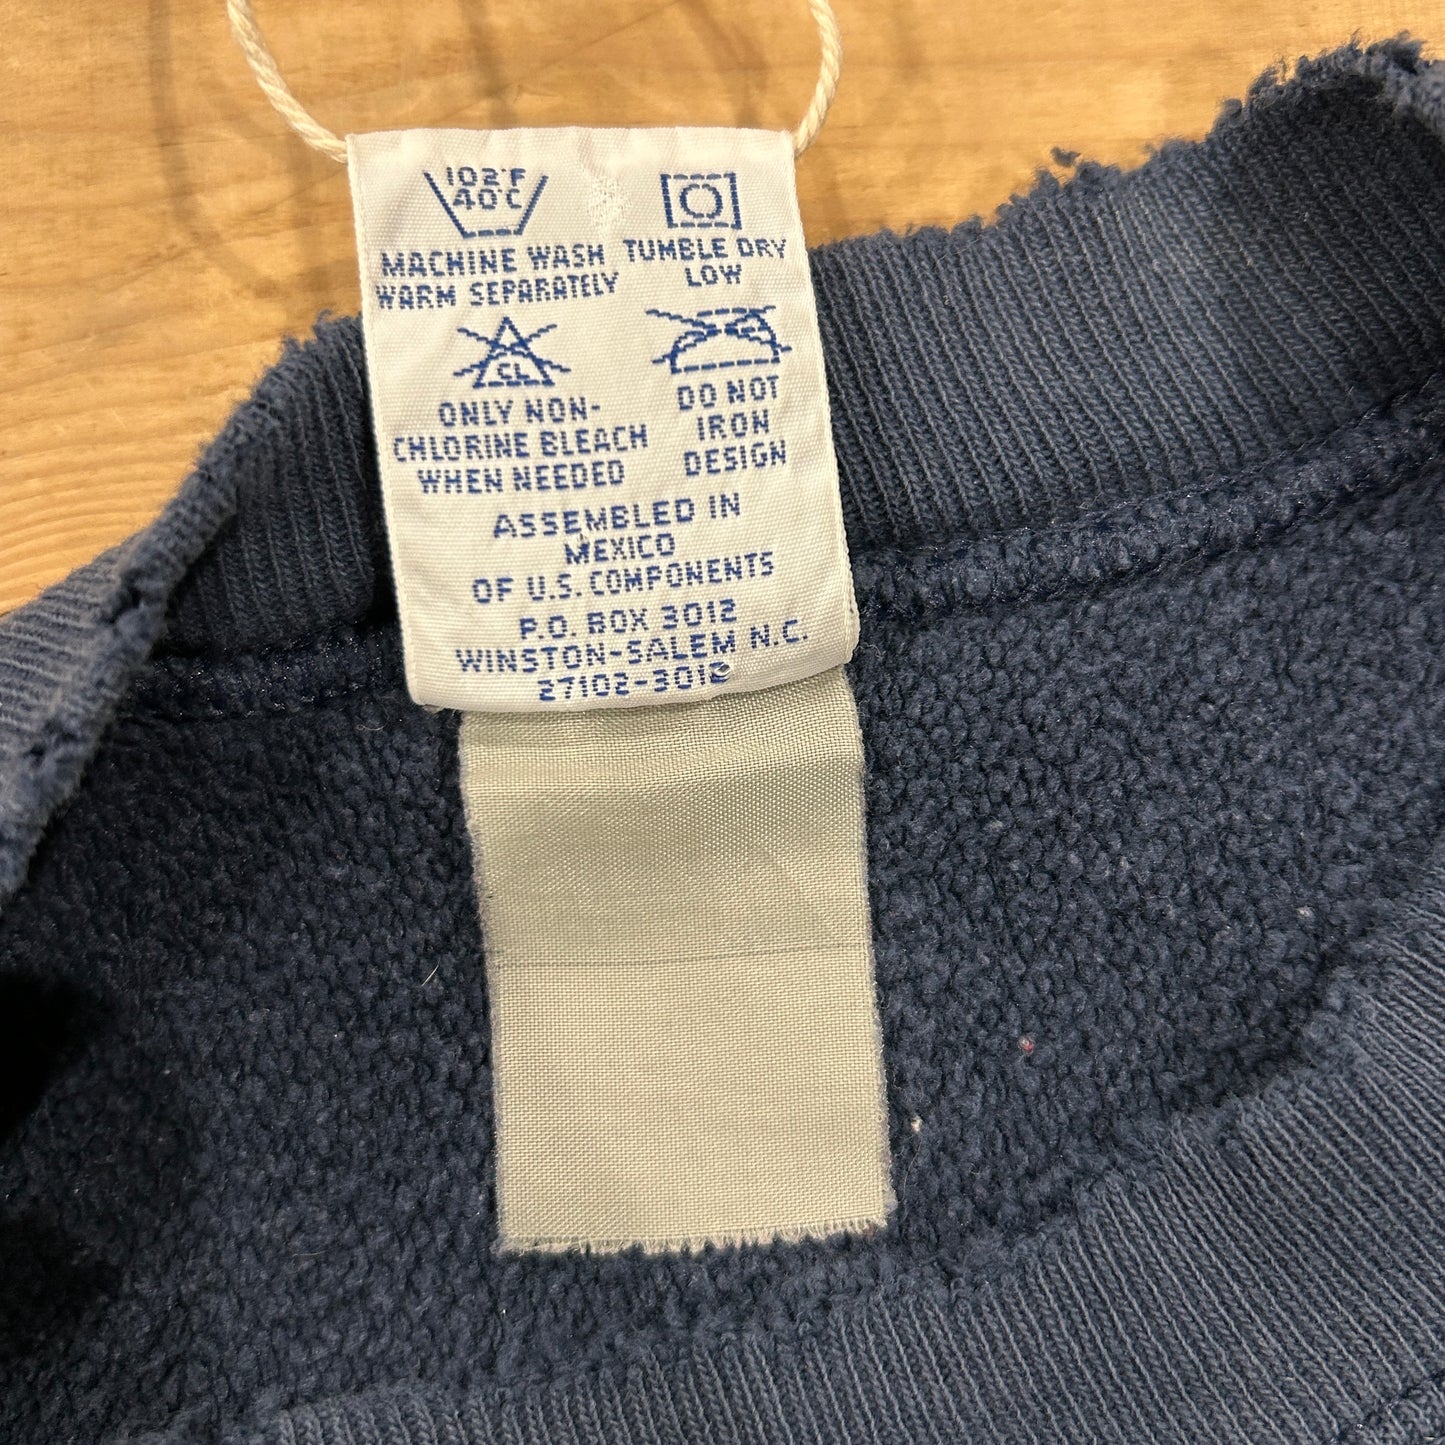 102°F
40°C
MACHINE WASH
WARM SEPARATELY
TUMBLE DRY
LOW
CL
ONLY NON-
CHLORINE BLEACH
WHEN NEEDED
DO NOT
IRON
DESIGN
ASSEMBLED IN
MEXICO
OF U.S. COMPONENTS
P.O. BOX 3012
WINSTON-SALEM N.C.
27102-3012